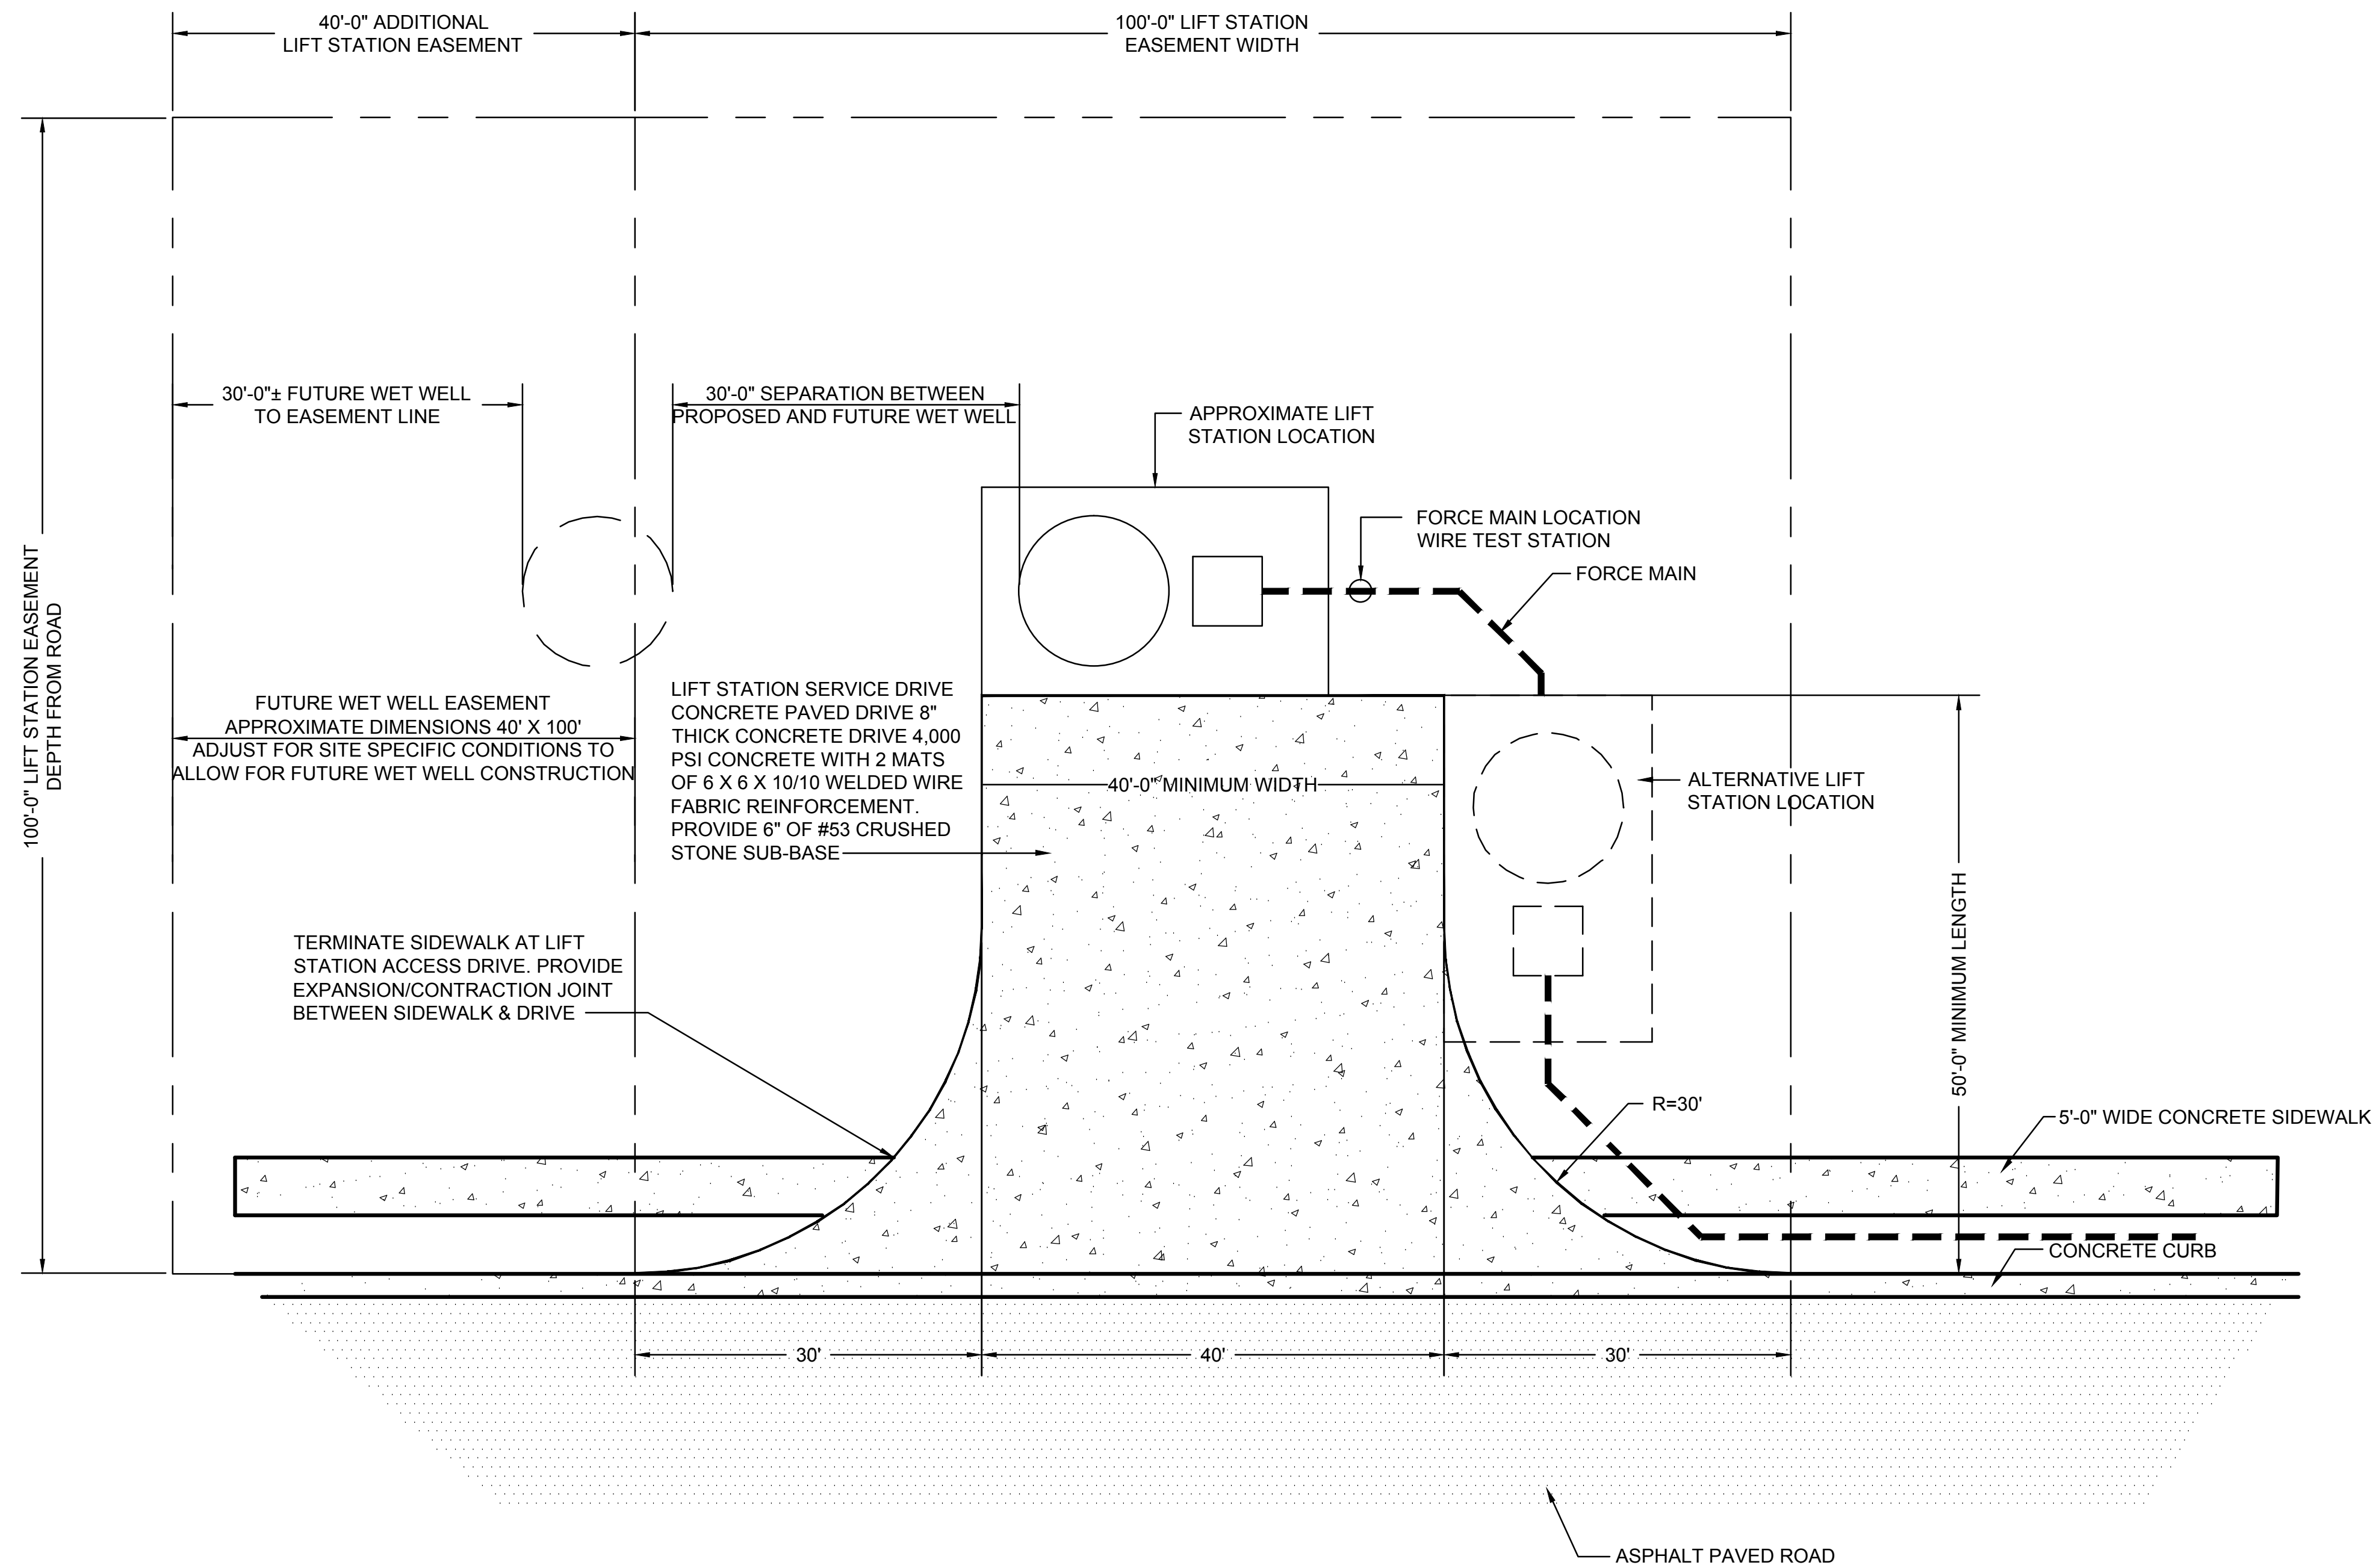 40'-0" ADDITIONAL
LIFT STATION EASEMENT
100'-0" LIFT STATION
EASEMENT WIDTH
30'-0"± FUTURE WET WELL
TO EASEMENT LINE
30'-0" SEPARATION BETWEEN
PROPOSED AND FUTURE WET WELL
APPROXIMATE LIFT
STATION LOCATION
FORCE MAIN LOCATION
WIRE TEST STATION
FORCE MAIN
100'-0" LIFT STATION EASEMENT
DEPTH FROM ROAD
FUTURE WET WELL EASEMENT
APPROXIMATE DIMENSIONS 40' X 100'
ADJUST FOR SITE SPECIFIC CONDITIONS TO
ALLOW FOR FUTURE WET WELL CONSTRUCTION
LIFT STATION SERVICE DRIVE
CONCRETE PAVED DRIVE 8"
THICK CONCRETE DRIVE 4,000
PSI CONCRETE WITH 2 MATS
OF 6 X 6 X 10/10 WELDED WIRE
FABRIC REINFORCEMENT.
PROVIDE 6" OF #53 CRUSHED
STONE SUB-BASE
40'-0" MINIMUM WIDTH
ALTERNATIVE LIFT
STATION LOCATION
50'-0" MINIMUM LENGTH
TERMINATE SIDEWALK AT LIFT
STATION ACCESS DRIVE. PROVIDE
EXPANSION/CONTRACTION JOINT
BETWEEN SIDEWALK & DRIVE
R=30'
5'-0" WIDE CONCRETE SIDEWALK
CONCRETE CURB
30'
40'
30'
ASPHALT PAVED ROAD